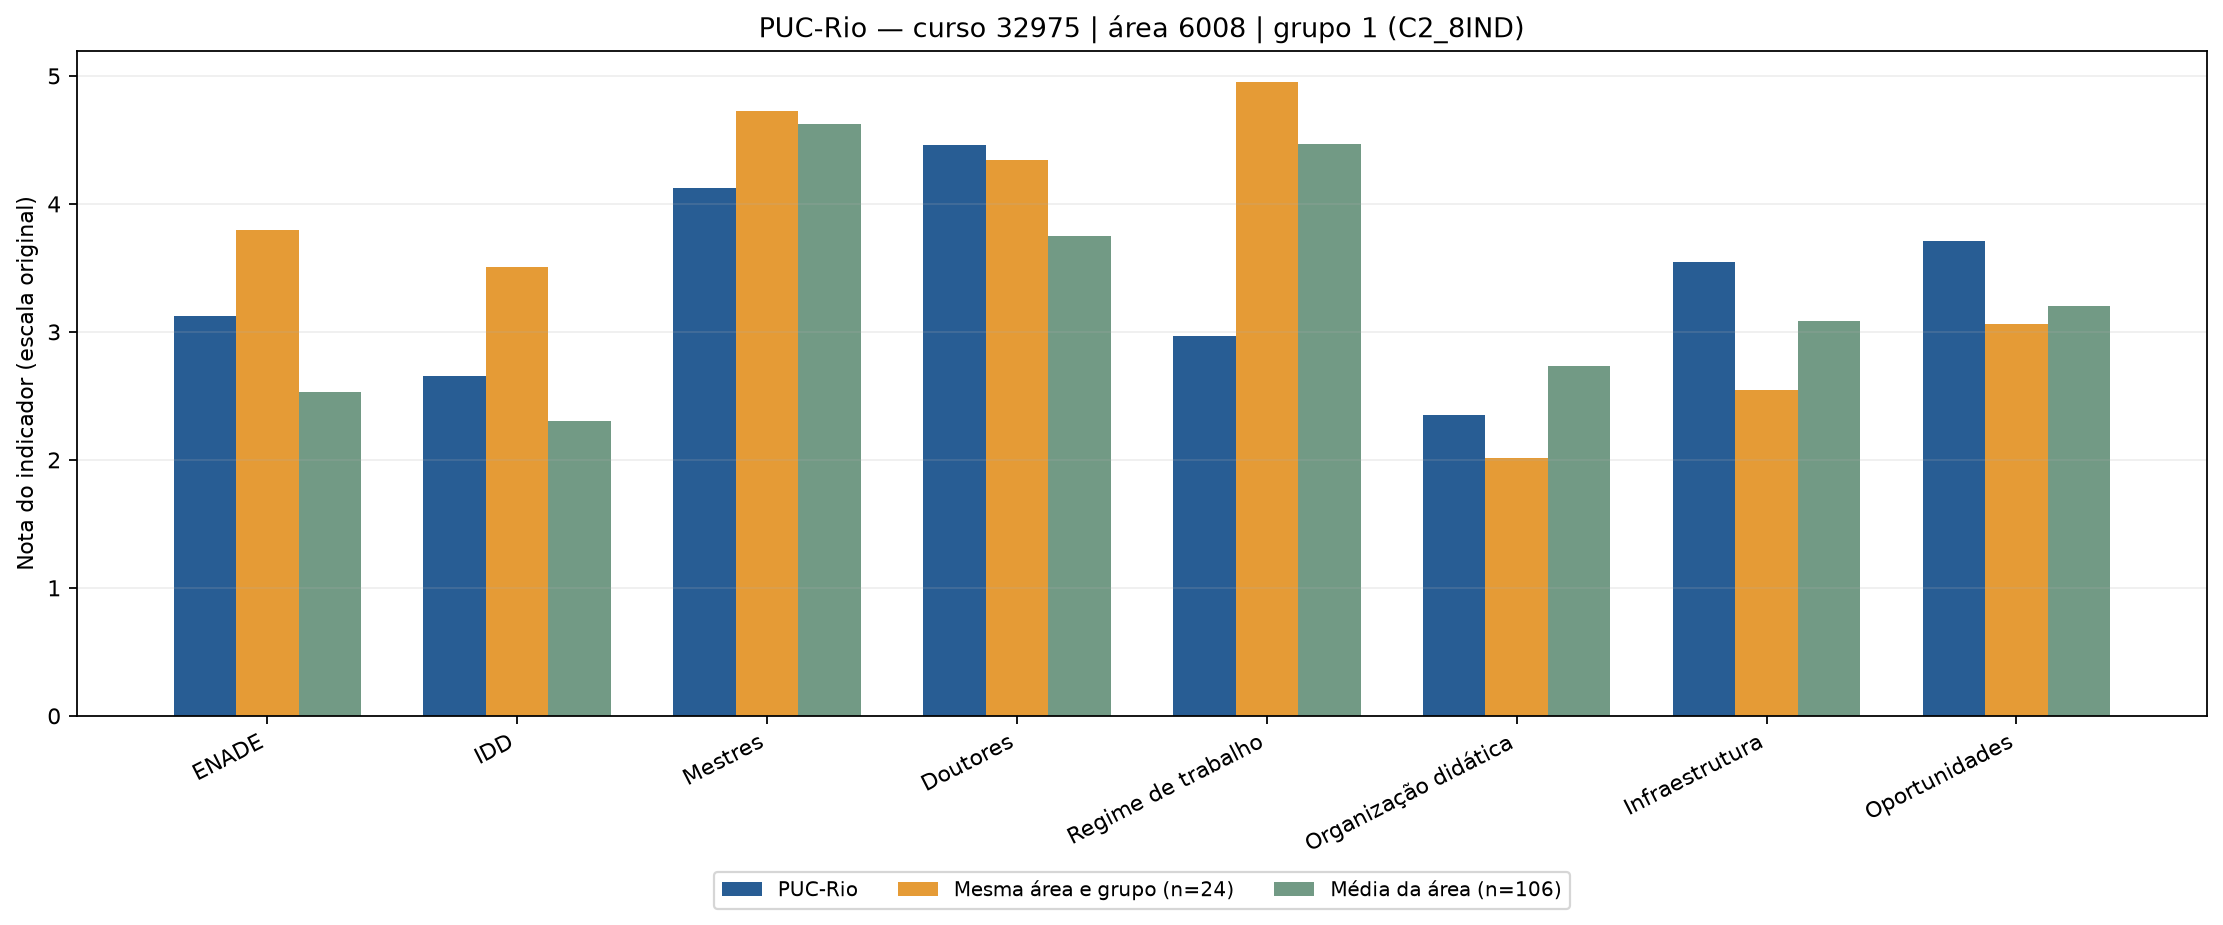 PUC-Rio — curso 32975 | área 6008 | grupo 1 (C2_8IND)
Nota do indicador (escala original)
5
4
3
2
1
0
ENADE
IDD
Mestres
Doutores
Regime de trabalho
Organização didática
Infraestrutura
Oportunidades
PUC-Rio
Mesma área e grupo (n=24)
Média da área (n=106)